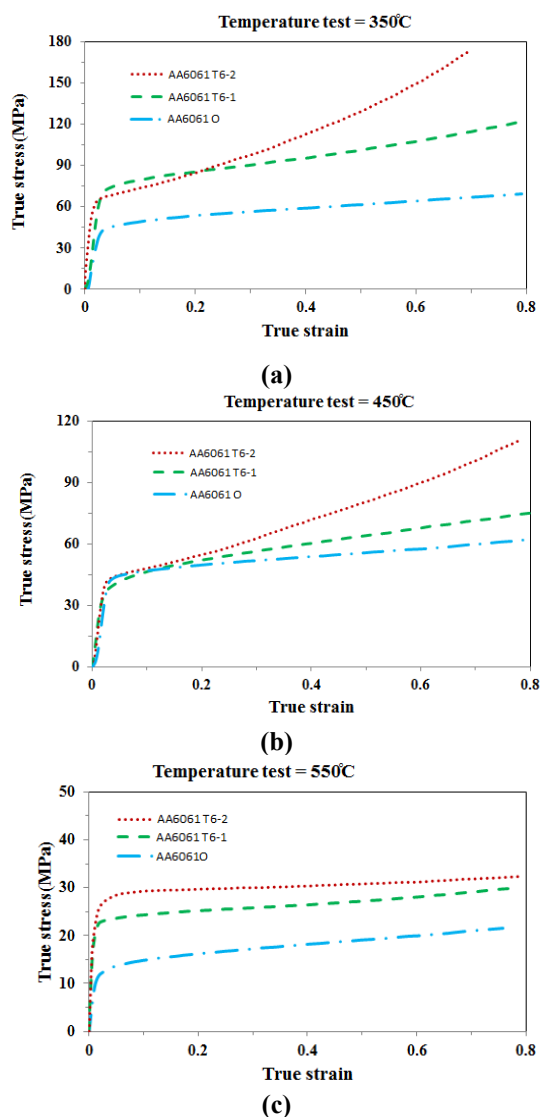 Temperature test = 350℃
180
150
120
90
60
30
0
True stress(MPa)
AA6061 T6-2
AA6061 T6-1
AA6061 O
0 0.2 0.4 0.6 0.8
True strain
(a)
Temperature test = 450℃
120
90
60
30
0
True stress(MPa)
AA6061 T6-2
AA6061 T6-1
AA6061 O
0 0.2 0.4 0.6 0.8
True strain
(b)
Temperature test = 550℃
50
40
30
20
10
0
True stress(MPa)
AA6061 T6-2
AA6061 T6-1
AA6061O
0 0.2 0.4 0.6 0.8
True strain
(c)